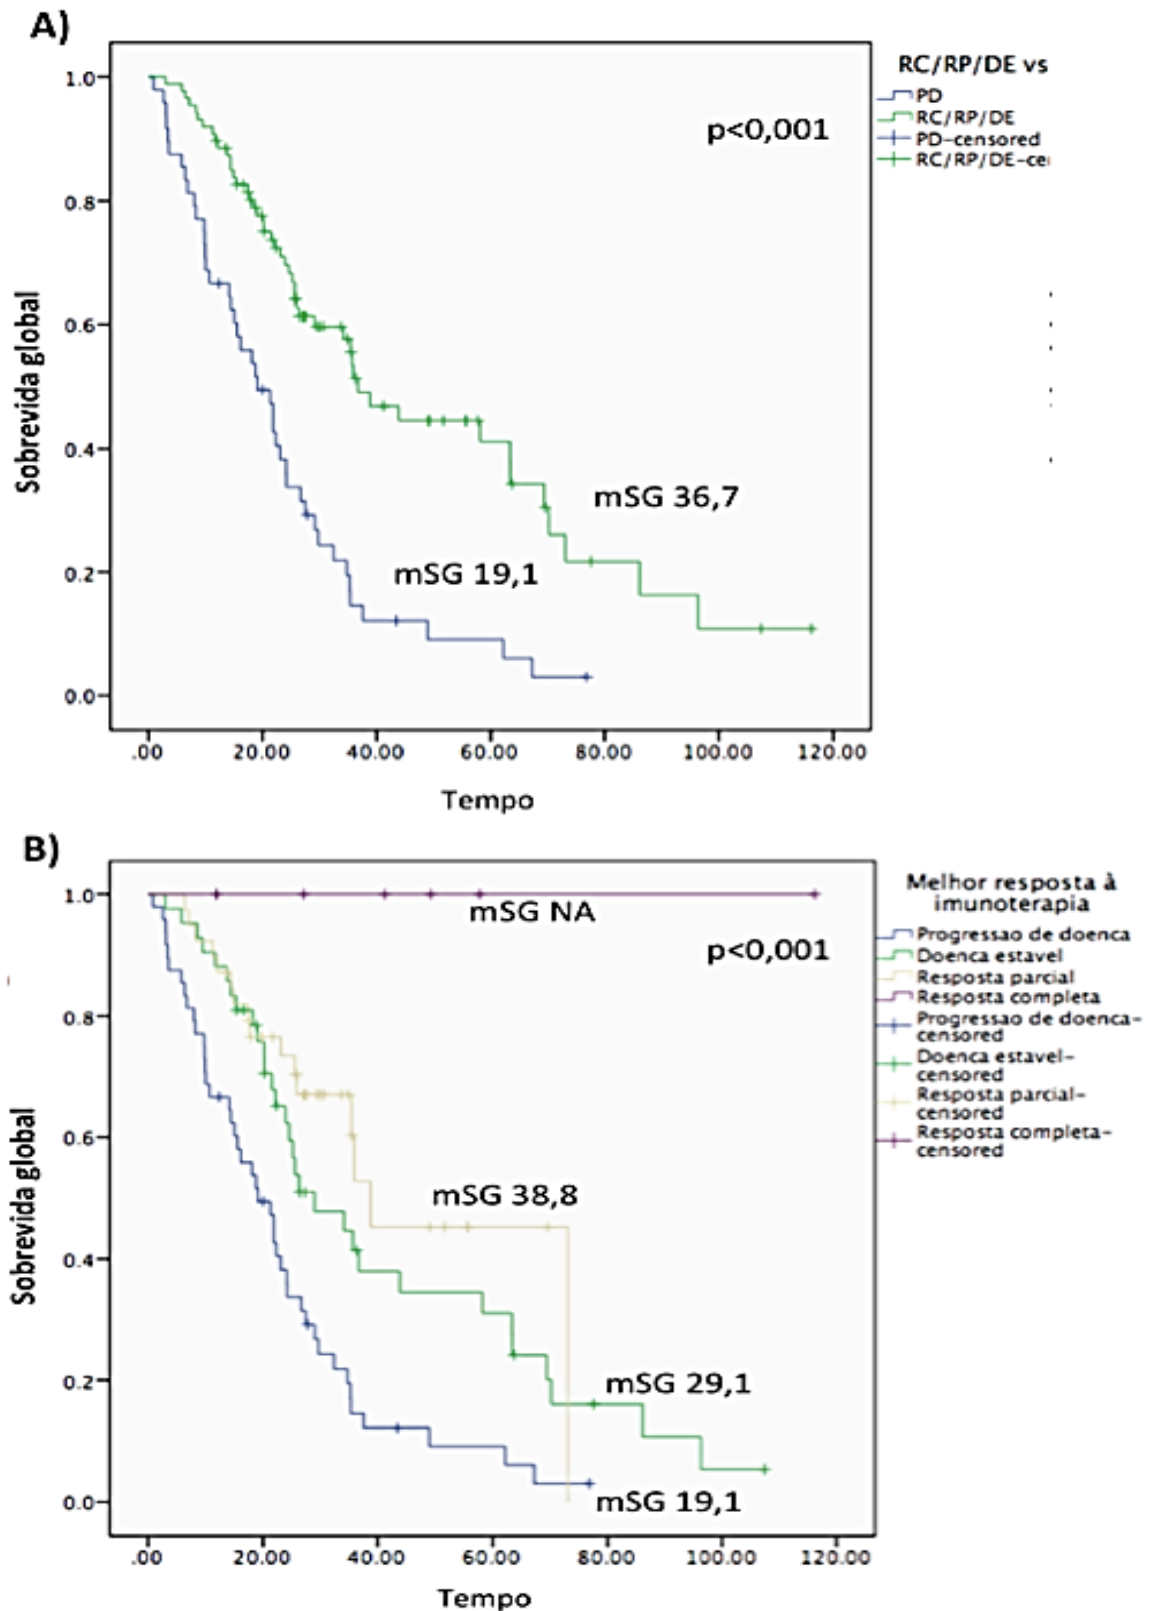 A)
RC/RP/DE vs
PD
RC/RP/DE
PD-censored
RC/RP/DE-ce
p<0,001
mSG 36,7
mSG 19,1
Sobrevida global
1.0
0.8
0.6
0.4
0.2
0.0
.00 20.00 40.00 60.00 80.00 100.00 120.00
Tempo
B)
Melhor resposta à
imunoterapia
Progressao de doenca
Doenca estavel
Resposta parcial
Resposta completa
Progressao de doenca-
censored
Doenca estavel-
censored
Resposta parcial-
censored
Resposta completa-
censored
mSG NA
p<0,001
mSG 38,8
mSG 29,1
mSG 19,1
Sobrevida global
1.0
0.8
0.6
0.4
0.2
0.0
.00 20.00 40.00 60.00 80.00 100.00 120.00
Tempo